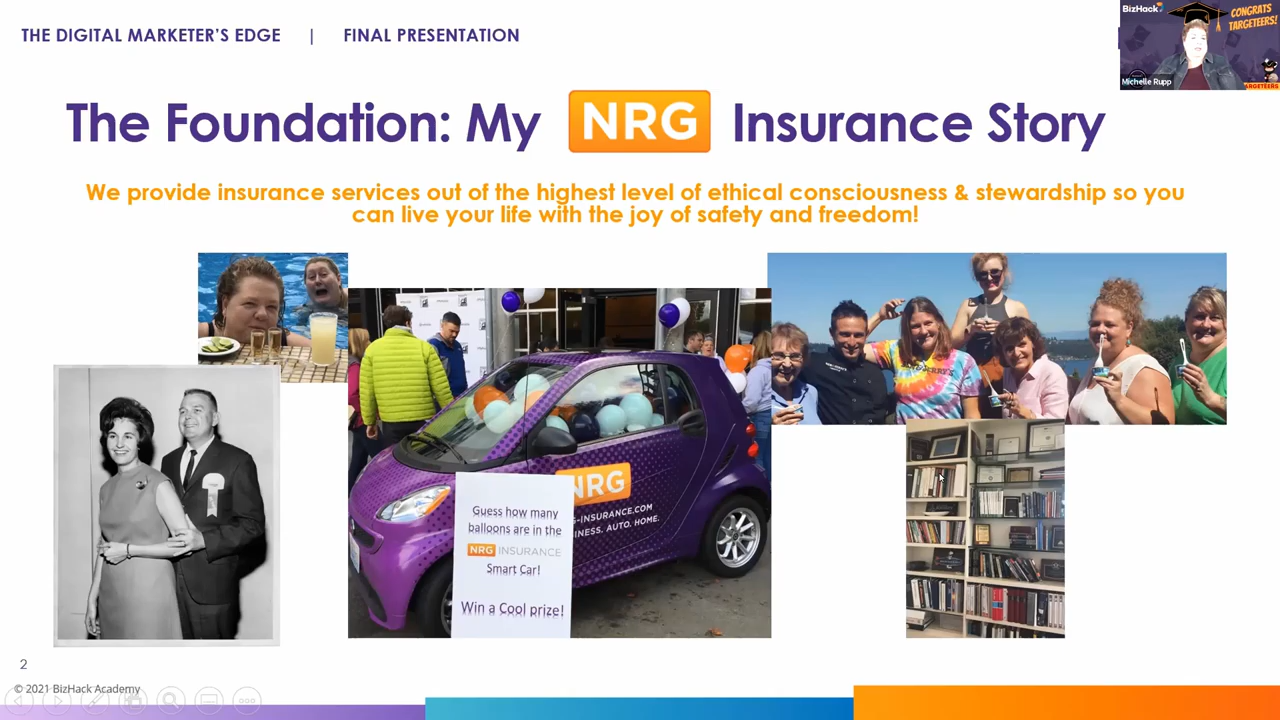 THE DIGITAL MARKETER'S EDGE | FINAL PRESENTATION
BizHack
CONGRATS
TARGETEERS!
Michelle Rupp
The Foundation: My NRG Insurance Story
We provide insurance services out of the highest level of ethical consciousness & stewardship so you
can live your life with the joy of safety and freedom!
NRG
-INSURANCE.COM
AUTO. HOME.
Guess how many
balloons are in the
NRG INSURANCE
Smart Car!
Win a Cool prize!
2
© 2021 BizHack Academy